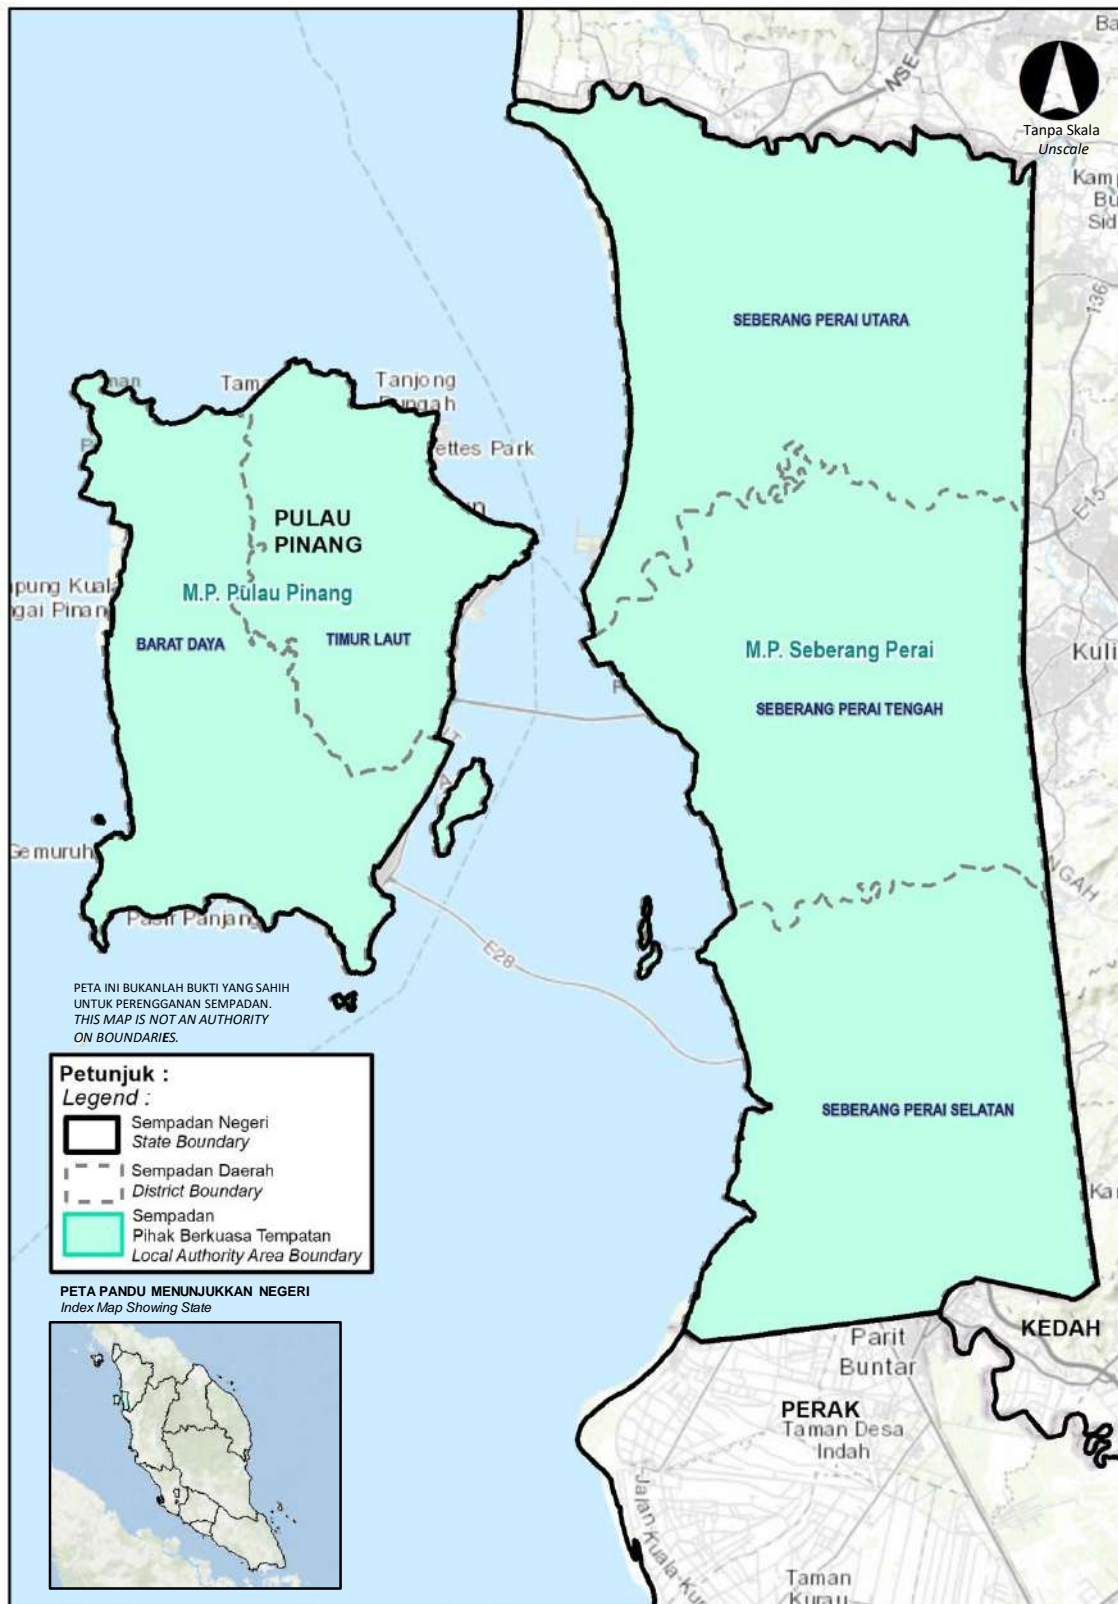 NSE
Tanpa Skala
Unscale
136
SEBERANG PERAI UTARA
Tanjong
Park
E15
PULAU
PINANG
M.P. Pulau Pinang
BARAT DAYA
TIMUR LAUT
M.P. Seberang Perai
SEBERANG PERAI TENGAH
Pasir Panjang
E28
PETA INI BUKANLAH BUKTI YANG SAHIH
UNTUK PERENGGANAN SEMPADAN.
THIS MAP IS NOT AN AUTHORITY
ON BOUNDARIES.
Petunjuk :
Legend :
Sempadan Negeri
State Boundary
Sempadan Daerah
District Boundary
Sempadan
Pihak Berkuasa Tempatan
Local Authority Area Boundary
SEBERANG PERAI SELATAN
PETA PANDU MENUNJUKKAN NEGERI
Index Map Showing State
KEDAH
Parit
Buntar
PERAK
Taman Desa
Indah
Taman
Kurau